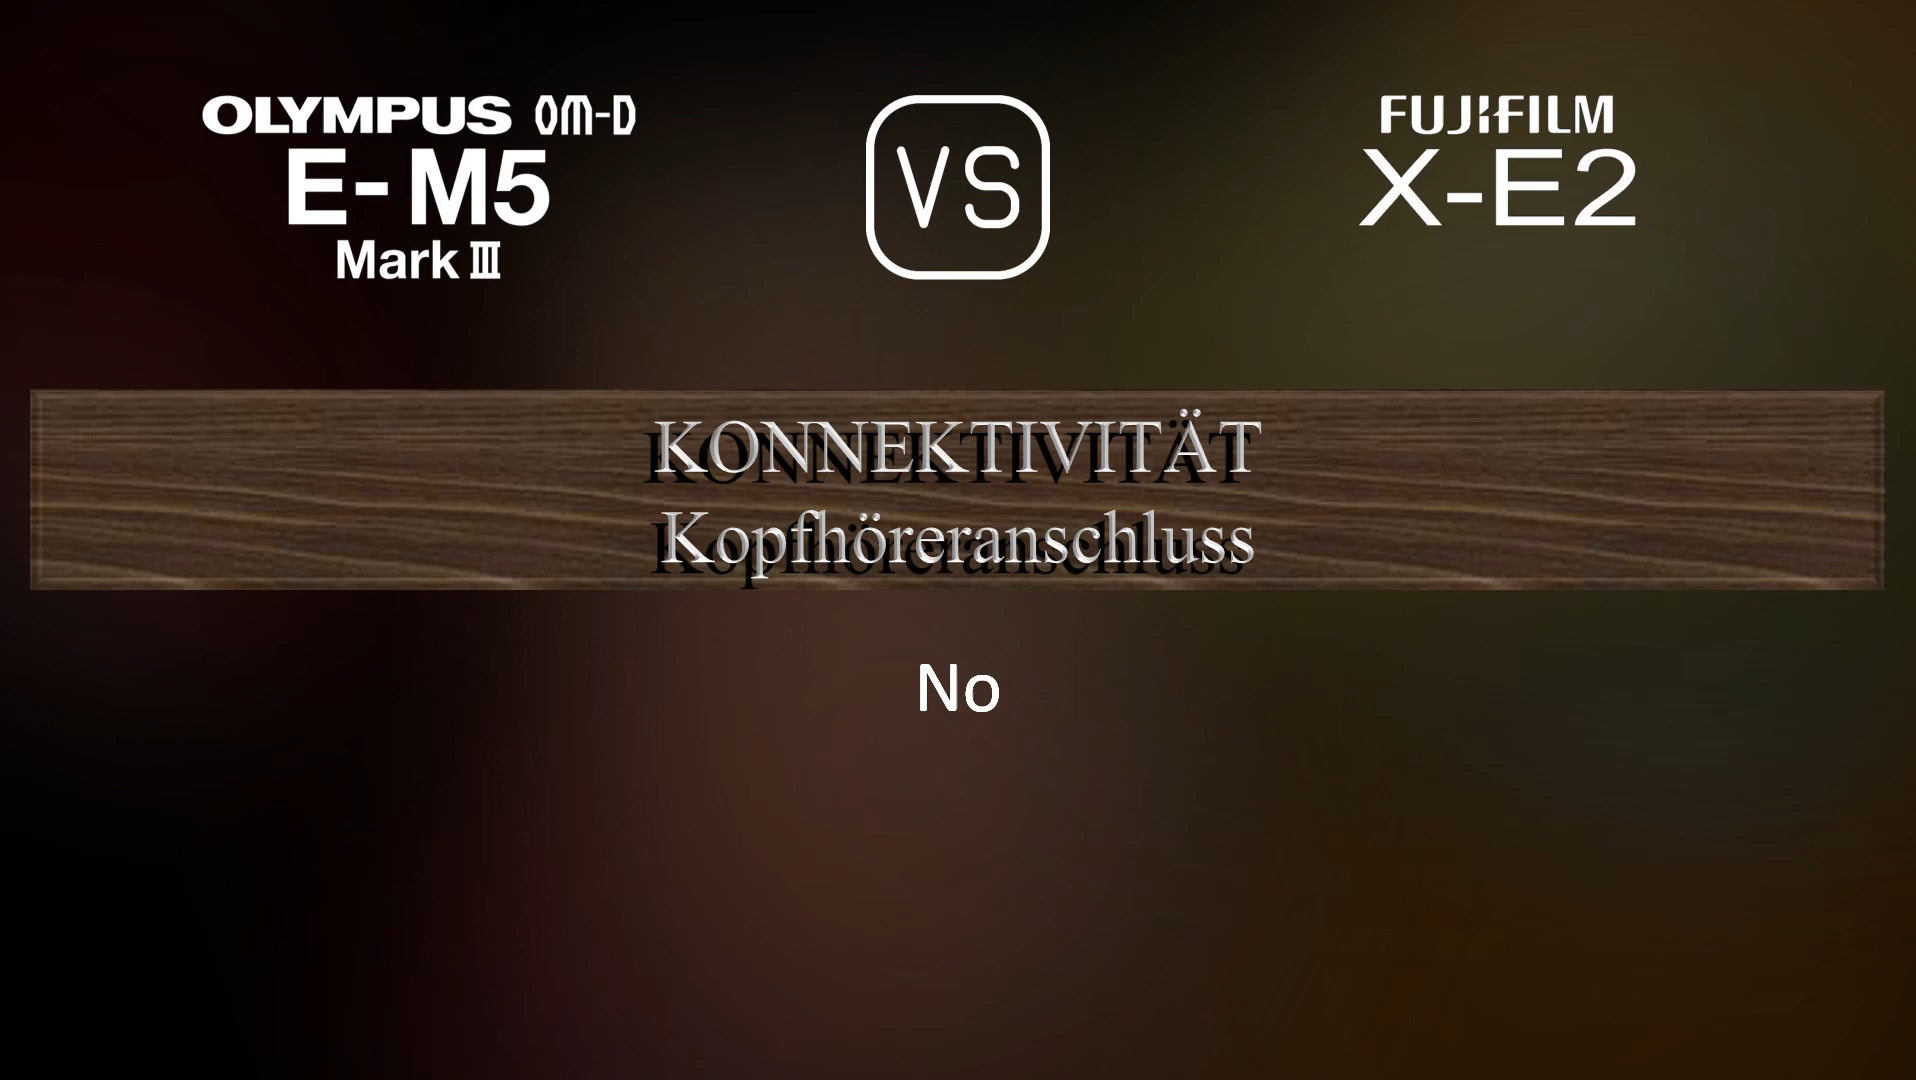 OLYMPUS OM-D
E-M5
Mark III
VS
FUJIFILM
X-E2
KONNEKTIVITÄT
Kopfhöreranschluss
No